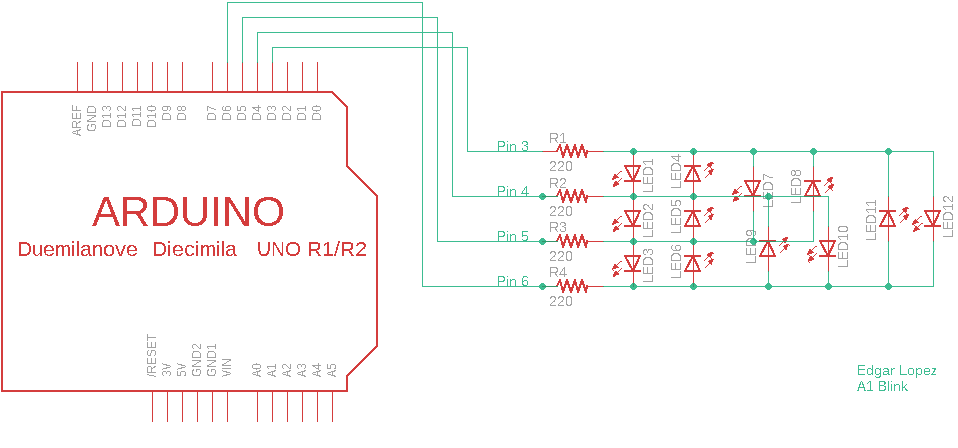 AREF
GND
D13
D12
D11
D10
D9
D8
D7
D6
D5
D4
D3
D2
D1
D0
ARDUINO
Duemilanove Diecimila UNO R1/R2
/RESET
3V
5V
GND2
GND1
VIN
A0
A1
A2
A3
A4
A5
Pin 3
R1
220
Pin 4
R2
220
Pin 5
R3
220
Pin 6
R4
220
LED1
LED4
LED7
LED8
LED2
LED5
LED11
LED12
LED3
LED6
LED9
LED10
Edgar Lopez
A1 Blink